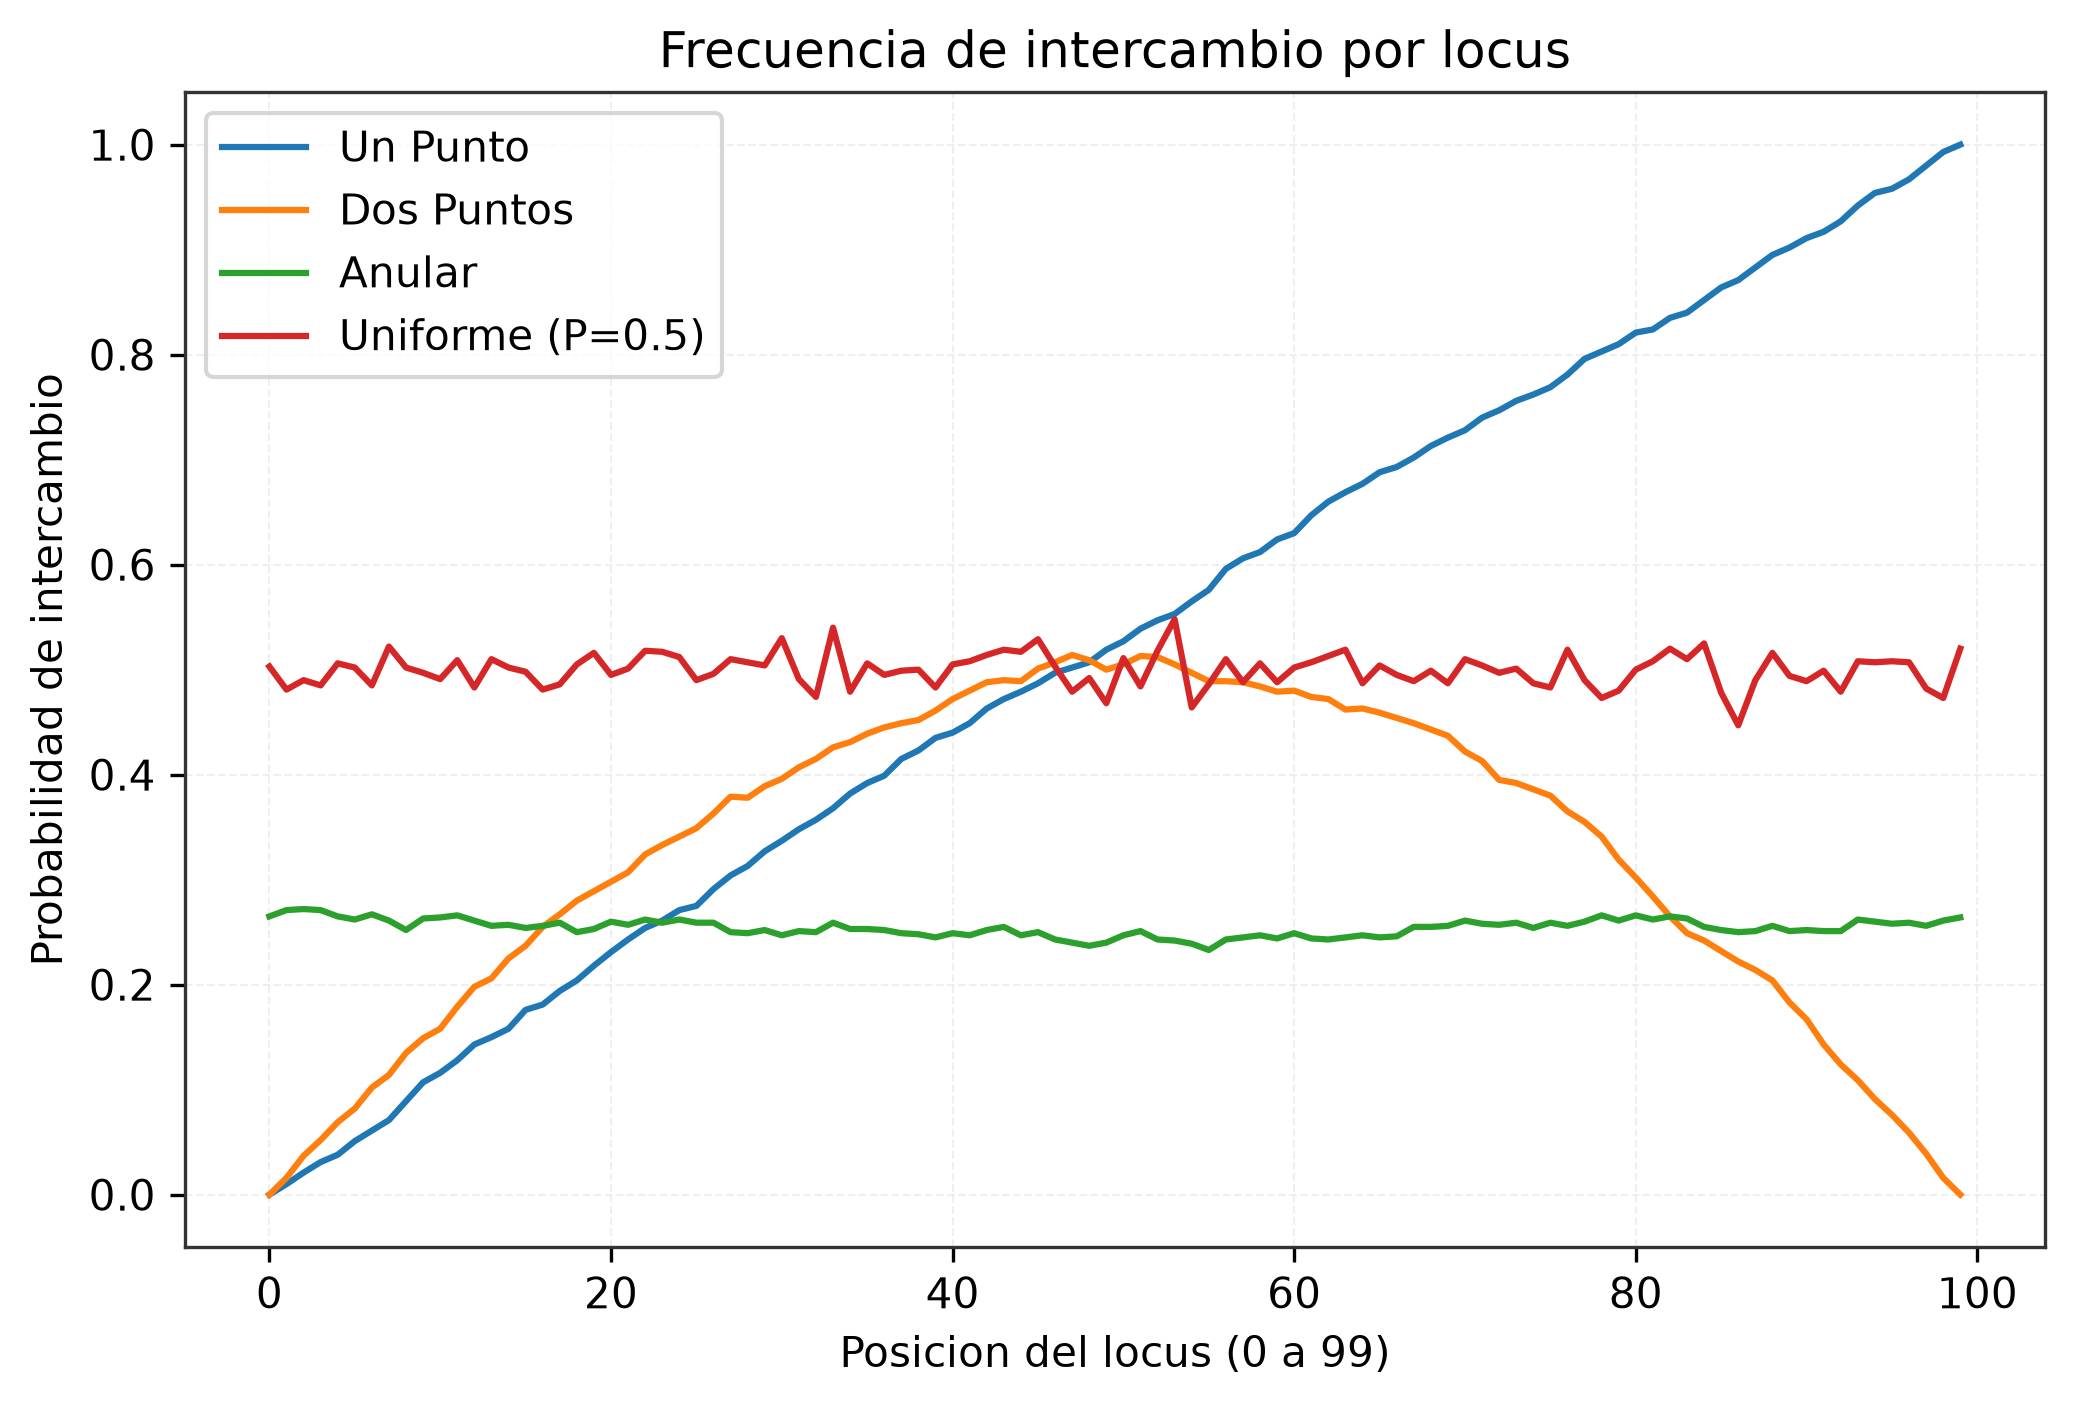 Frecuencia de intercambio por locus
Un Punto
Dos Puntos
Anular
Uniforme (P=0.5)
Probabilidad de intercambio
1.0
0.8
0.6
0.4
0.2
0.0
0 20 40 60 80 100
Posicion del locus (0 a 99)